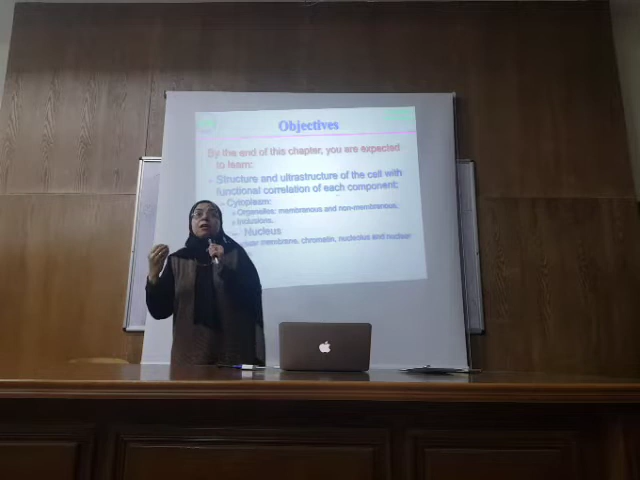 Objectives
By the end of this chapter, you are expected
to learn:
- Structure and ultrastructure of the cell with
functional correlation of each component;
- Cytoplasm:
Organelles: membranous and non-membranous.
Inclusions.
- Nucleus
membrane, chromatin, nucleolus and nuclear